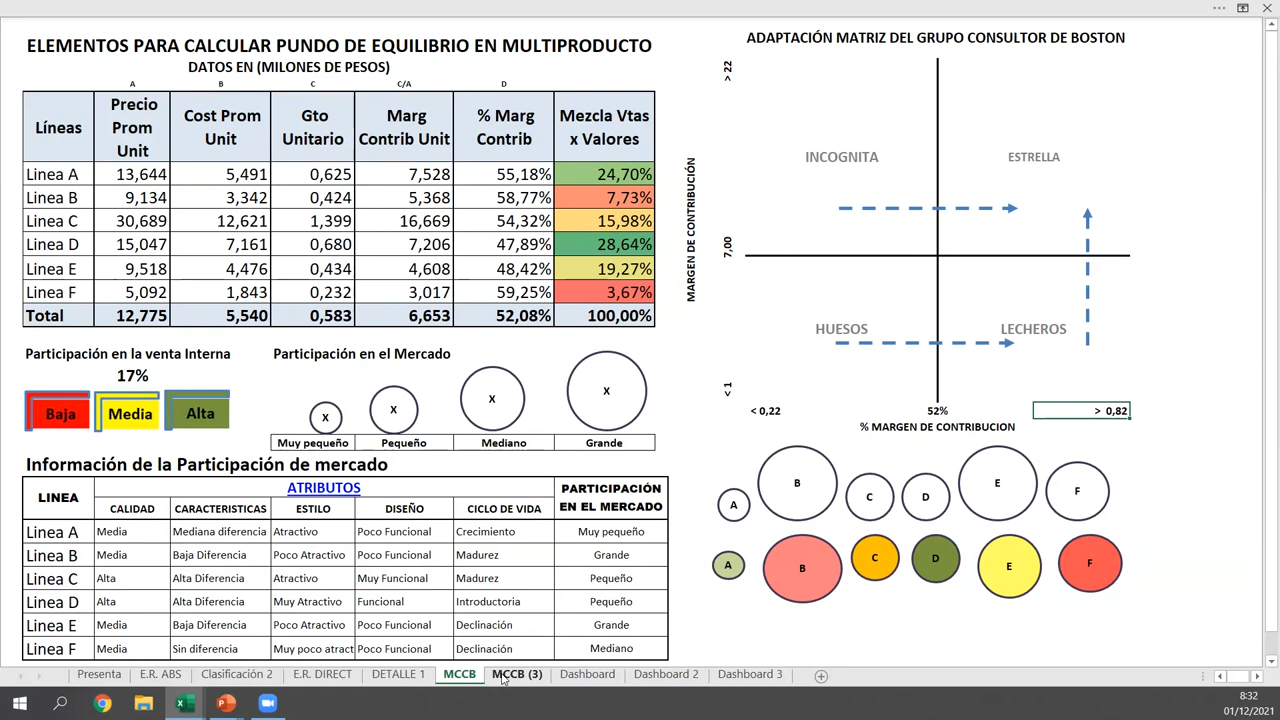 ELEMENTOS PARA CALCULAR PUNDO DE EQUILIBRIO EN MULTIPRODUCTO
DATOS EN (MILONES DE PESOS)
A B C C/A D
Líneas Precio Prom Unit Cost Prom Unit Gto Unitario Marg Contrib Unit % Marg Contrib Mezcla Vtas x Valores
Linea A 13,644 5,491 0,625 7,528 55,18% 24,70%
Linea B 9,134 3,342 0,424 5,368 58,77% 7,73%
Linea C 30,689 12,621 1,399 16,669 54,32% 15,98%
Linea D 15,047 7,161 0,680 7,206 47,89% 28,64%
Linea E 9,518 4,476 0,434 4,608 48,42% 19,27%
Linea F 5,092 1,843 0,232 3,017 59,25% 3,67%
Total 12,775 5,540 0,583 6,653 52,08% 100,00%
Participación en la venta Interna
17%
Baja Media Alta
Participación en el Mercado
X X X X
Muy pequeño Pequeño Mediano Grande
Información de la Participación de mercado
LINEA ATRIBUTOS PARTICIPACIÓN EN EL MERCADO
CALIDAD CARACTERISTICAS ESTILO DISEÑO CICLO DE VIDA
Linea A Media Mediana diferencia Atractivo Poco Funcional Crecimiento Muy pequeño
Linea B Media Baja Diferencia Poco Atractivo Poco Funcional Madurez Grande
Linea C Alta Alta Diferencia Atractivo Muy Funcional Madurez Pequeño
Linea D Alta Alta Diferencia Muy Atractivo Funcional Introductoria Pequeño
Linea E Media Baja Diferencia Poco Atractivo Poco Funcional Declinación Grande
Linea F Media Sin diferencia Muy poco atract Poco Funcional Declinación Mediano
ADAPTACIÓN MATRIZ DEL GRUPO CONSULTOR DE BOSTON
> 22
INCOGNITA ESTRELLA
MARGEN DE CONTRIBUCIÓN
7,00
HUESOS LECHEROS
< 1
< 0,22 52% > 0,82
% MARGEN DE CONTRIBUCION
A B C D E F
A B C D E F
Presenta E.R. ABS Clasificación 2 E.R. DIRECT DETALLE 1 MCCB MCCB (3) Dashboard Dashboard 2 Dashboard 3
8:32
01/12/2021